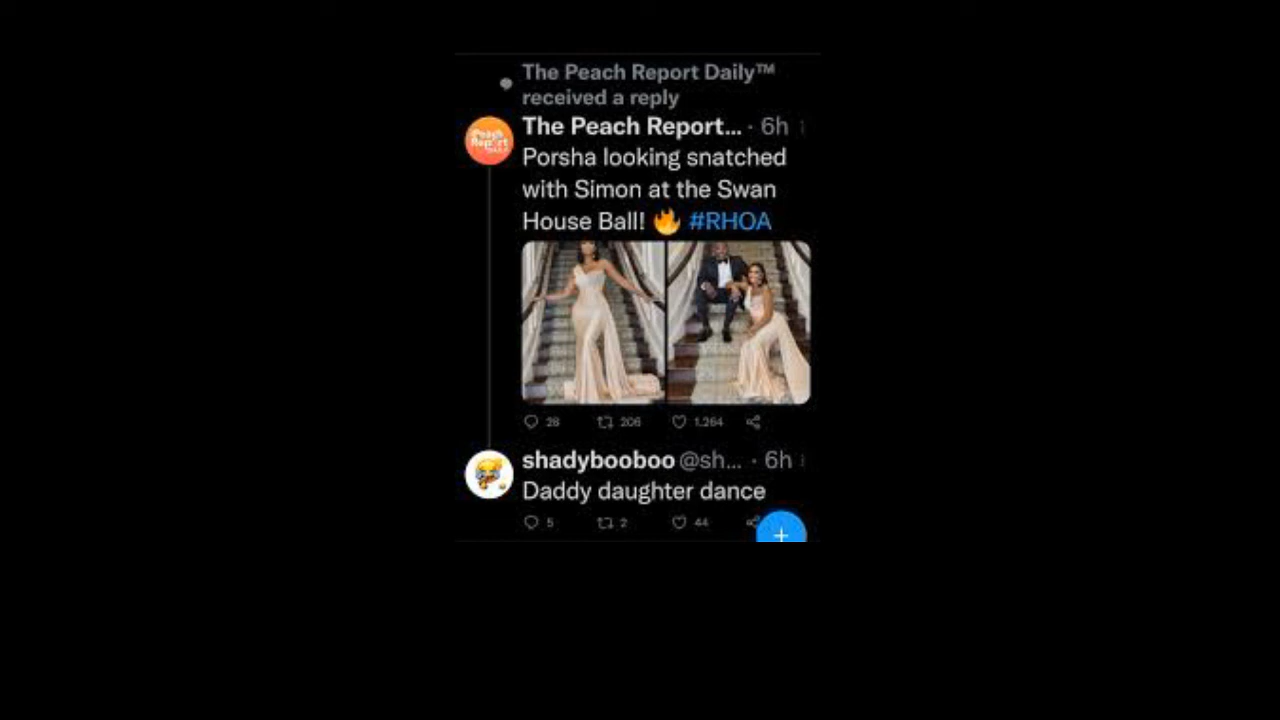 The Peach Report Daily™
received a reply
The Peach Report... · 6h
Porsha looking snatched
with Simon at the Swan
House Ball! 🔥 #RHOA
28 206 1,264
shadybooboo @sh... · 6h
Daddy daughter dance
5 2 44